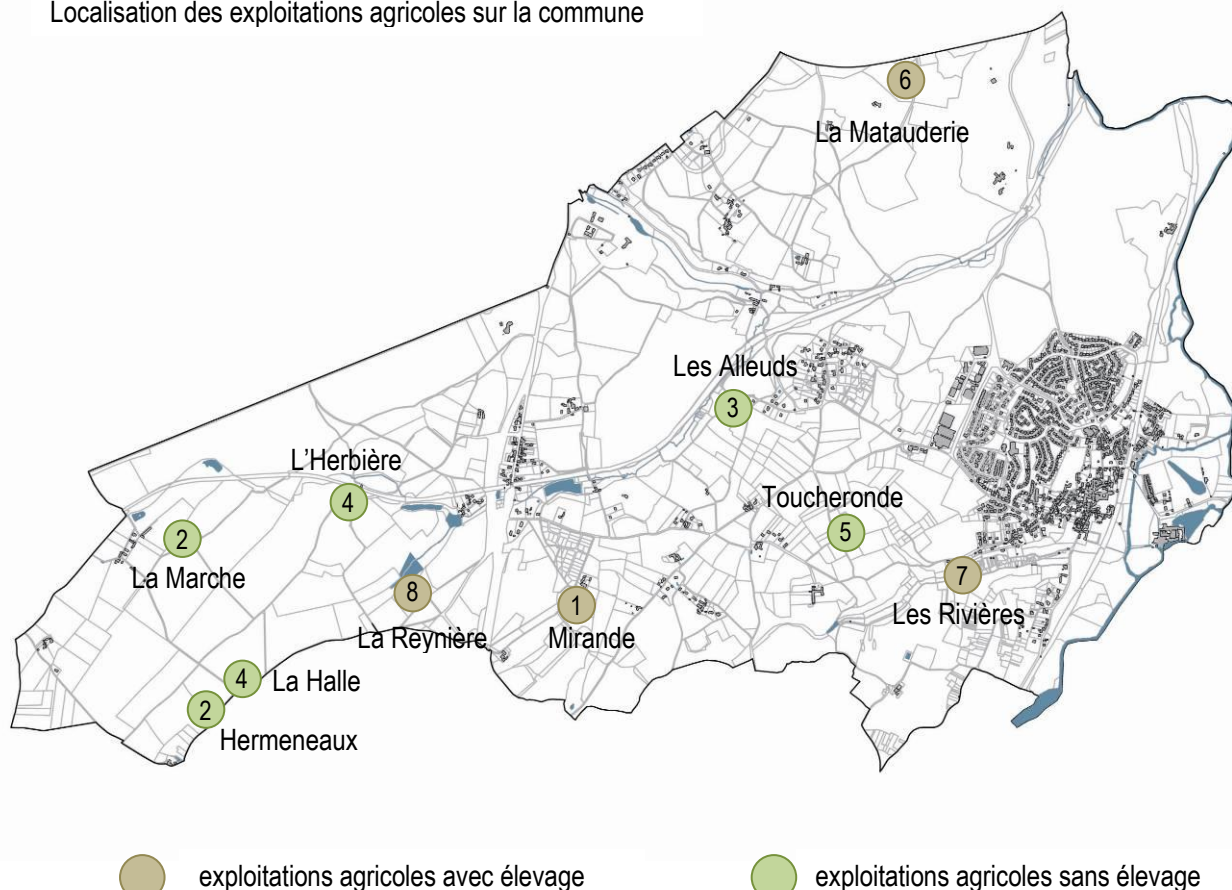 Localisation des exploitations agricoles sur la commune
6
La Matauderie
Les Alleuds
3
L'Herbière
4
Toucheronde
5
2
La Marche
8
La Reynière
1
Mirande
7
Les Rivières
4
La Halle
2
Hermeneaux
exploitations agricoles avec élevage
exploitations agricoles sans élevage